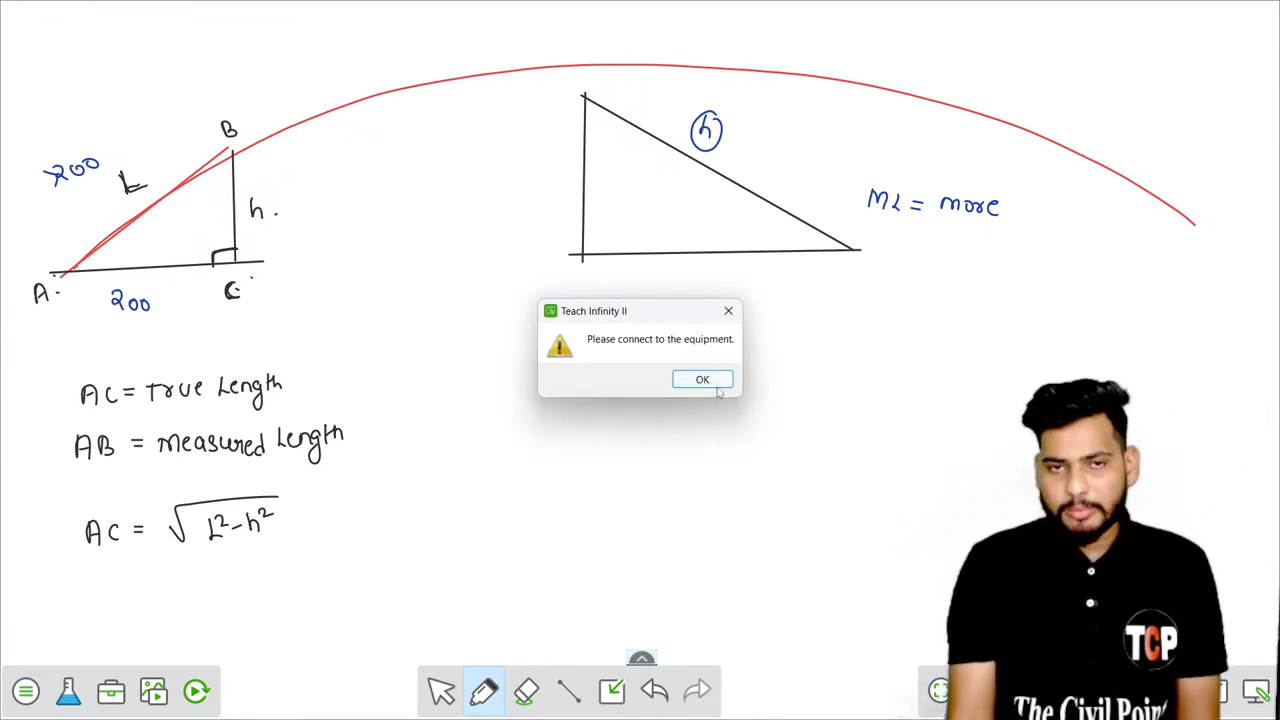 B
200
L
h.
h
ML = more
A.
200
C
Teach Infinity II
Please connect to the equipment.
OK
AC = True Length
AB = measured Length
AC = √L²-h²
TCP
The Civil Point